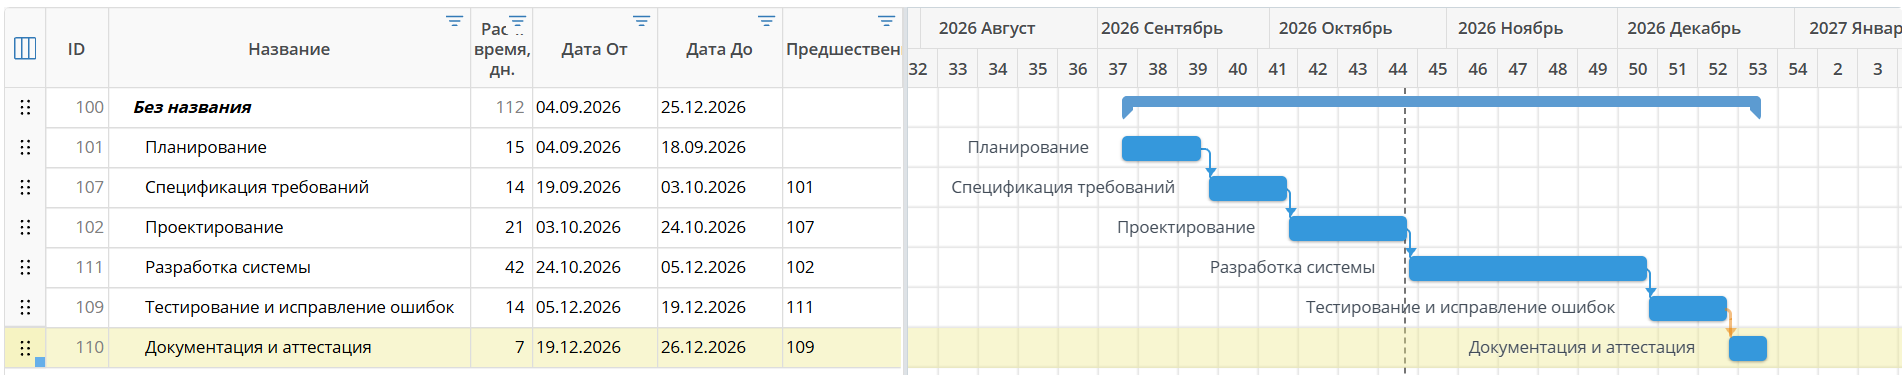 ID Название Рас время, дн. Дата От Дата До Предшествен
2026 Август 2026 Сентябрь 2026 Октябрь 2026 Ноябрь 2026 Декабрь 2027 Январ
32 33 34 35 36 37 38 39 40 41 42 43 44 45 46 47 48 49 50 51 52 53 54 2 3
100 Без названия 112 04.09.2026 25.12.2026
101 Планирование 15 04.09.2026 18.09.2026 Планирование
107 Спецификация требований 14 19.09.2026 03.10.2026 101 Спецификация требований
102 Проектирование 21 03.10.2026 24.10.2026 107 Проектирование
111 Разработка системы 42 24.10.2026 05.12.2026 102 Разработка системы
109 Тестирование и исправление ошибок 14 05.12.2026 19.12.2026 111 Тестирование и исправление ошибок
110 Документация и аттестация 7 19.12.2026 26.12.2026 109 Документация и аттестация